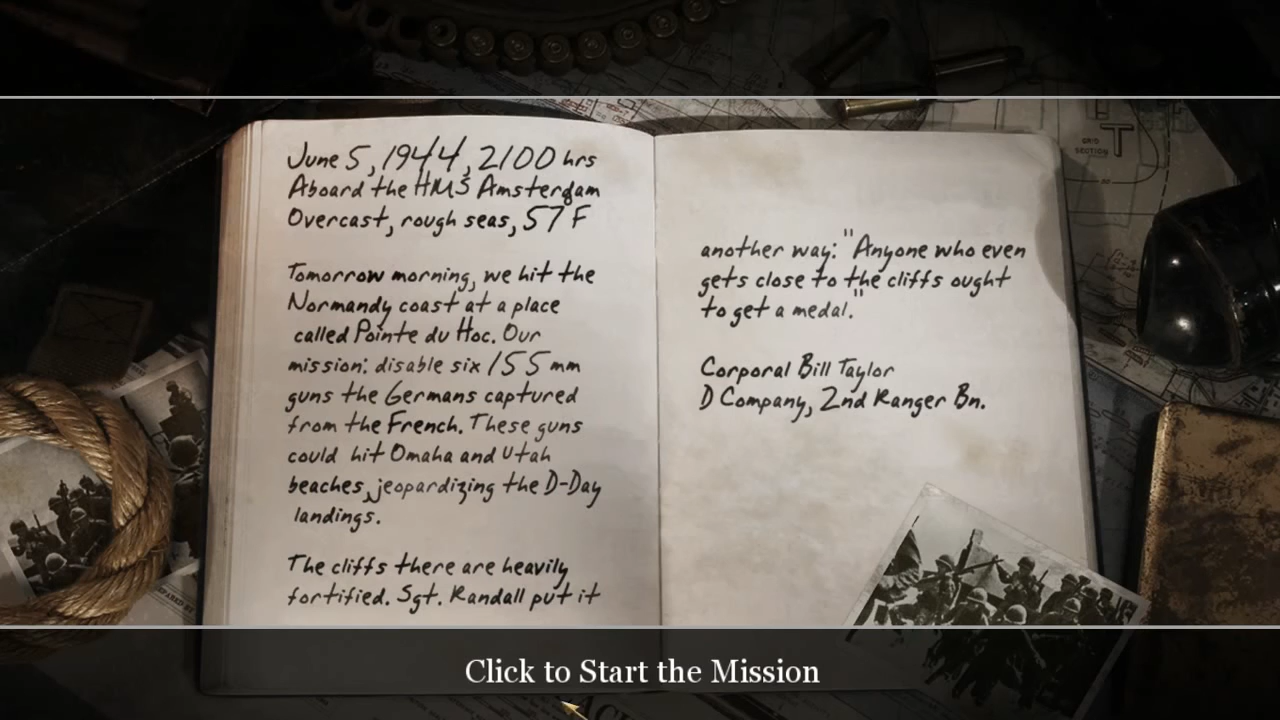 June 5, 1944, 2100 hrs
Aboard the HMS Amsterdam
Overcast, rough seas, 57 F
Tomorrow morning, we hit the
Normandy coast at a place
called Pointe du Hoc. Our
mission: disable six 155 mm
guns the Germans captured
from the French. These guns
could hit Omaha and Utah
beaches, jeopardizing the D-Day
landings.
The cliffs there are heavily
fortified. Sgt. Randall put it
another way: "Anyone who even
gets close to the cliffs ought
to get a medal."
Corporal Bill Taylor
D Company, 2nd Ranger Bn.
GRID
SECTION
T
Click to Start the Mission